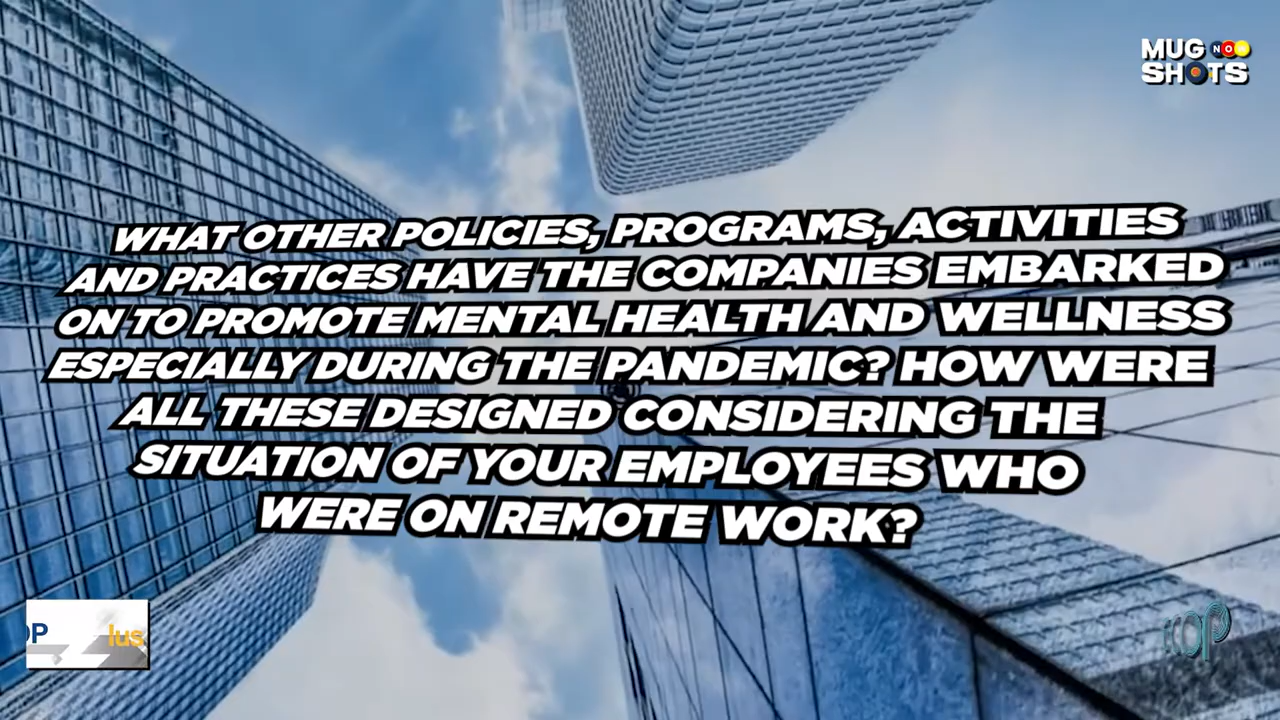 MUG NOW
SHOTS
WHAT OTHER POLICIES, PROGRAMS, ACTIVITIES
AND PRACTICES HAVE THE COMPANIES EMBARKED
ON TO PROMOTE MENTAL HEALTH AND WELLNESS
ESPECIALLY DURING THE PANDEMIC? HOW WERE
ALL THESE DESIGNED CONSIDERING THE
SITUATION OF YOUR EMPLOYEES WHO
WERE ON REMOTE WORK?